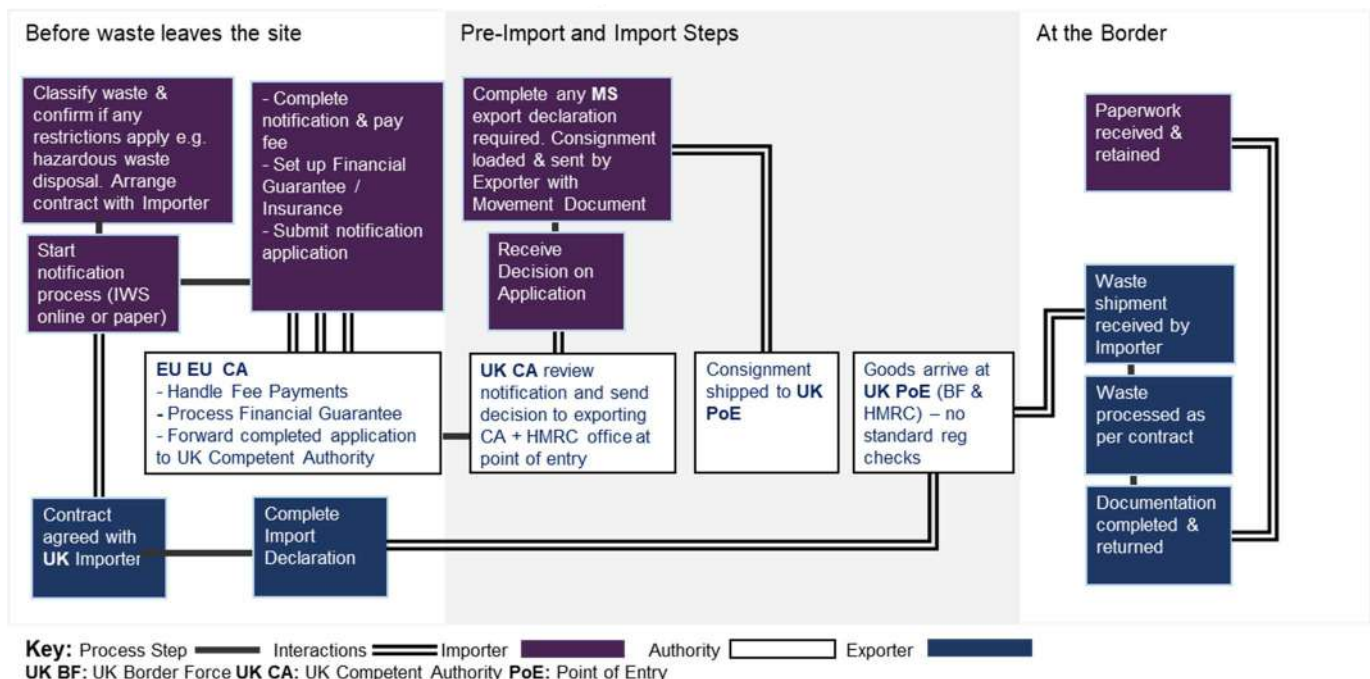 Before waste leaves the site
Classify waste &
confirm if any
restrictions apply e.g.
hazardous waste
disposal. Arrange
contract with Importer
- Complete
notification & pay
fee
- Set up Financial
Guarantee /
Insurance
- Submit notification
application
Start
notification
process (IWS
online or paper)
EU EU CA
- Handle Fee Payments
- Process Financial Guarantee
- Forward completed application
to UK Competent Authority
Contract
agreed with
UK Importer
Complete
Import
Declaration
Pre-Import and Import Steps
Complete any MS
export declaration
required. Consignment
loaded & sent by
Exporter with
Movement Document
Receive
Decision on
Application
UK CA review
notification and send
decision to exporting
CA + HMRC office at
point of entry
Consignment
shipped to UK
PoE
Goods arrive at
UK PoE (BF &
HMRC) – no
standard reg
checks
At the Border
Paperwork
received &
retained
Waste
shipment
received by
Importer
Waste
processed as
per contract
Documentation
completed &
returned
Key: Process Step Interactions Importer Authority Exporter
UK BF: UK Border Force UK CA: UK Competent Authority PoE: Point of Entry